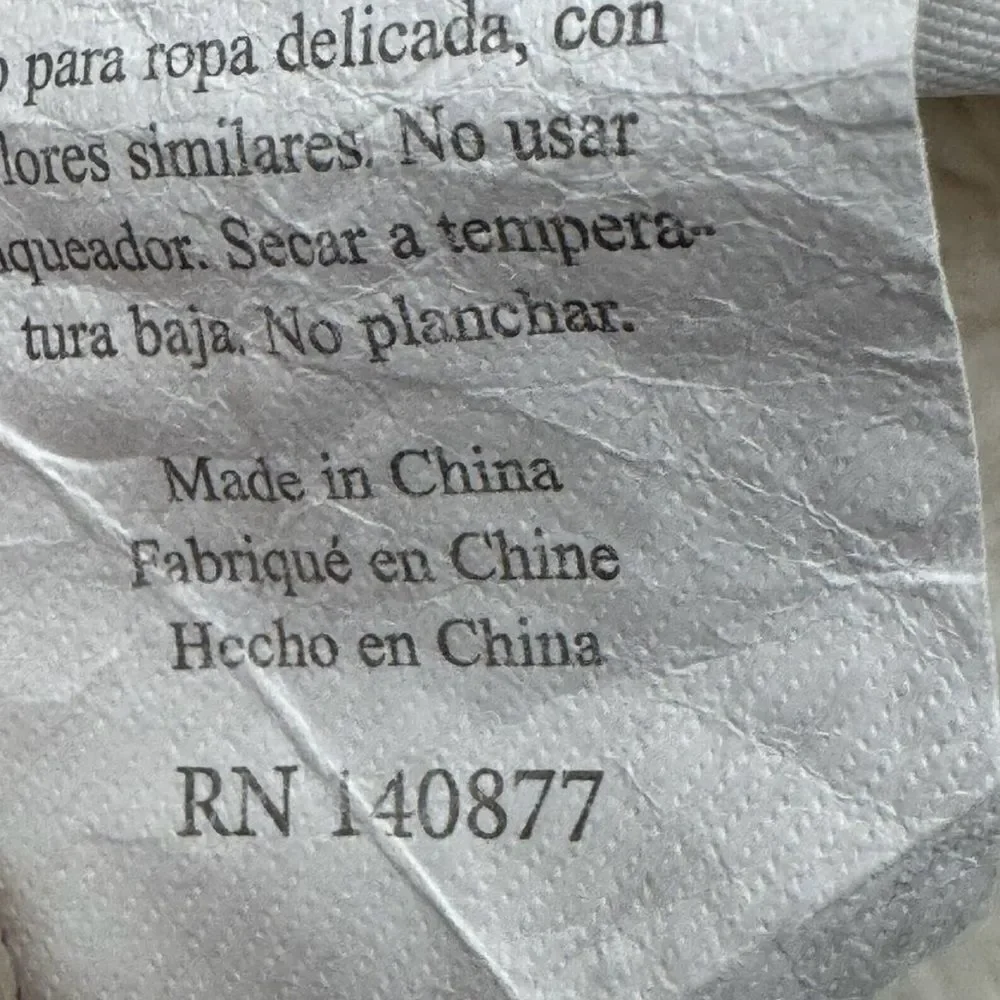 para ropa delicada, con
lores similares. No usar
queador. Secar a tempera-
tura baja. No planchar.
Made in China
Fabriqué en Chine
Hecho en China
RN 140877